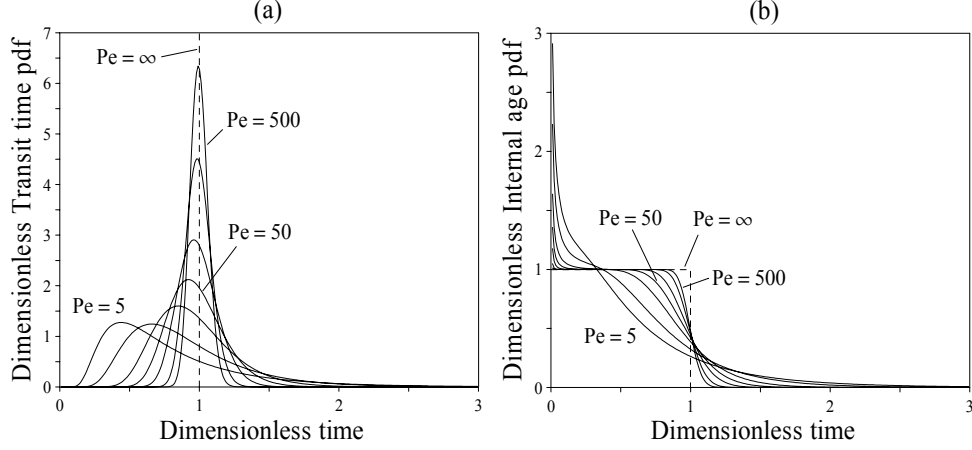 (a)
(b)
Dimensionless Transit time pdf
7
6
5
4
3
2
1
0
0
1
2
3
Dimensionless time
Pe = ∞
Pe = 500
Pe = 50
Pe = 5
Dimensionless Internal age pdf
3
2
1
0
0
1
2
3
Dimensionless time
Pe = 50
Pe = ∞
Pe = 500
Pe = 5